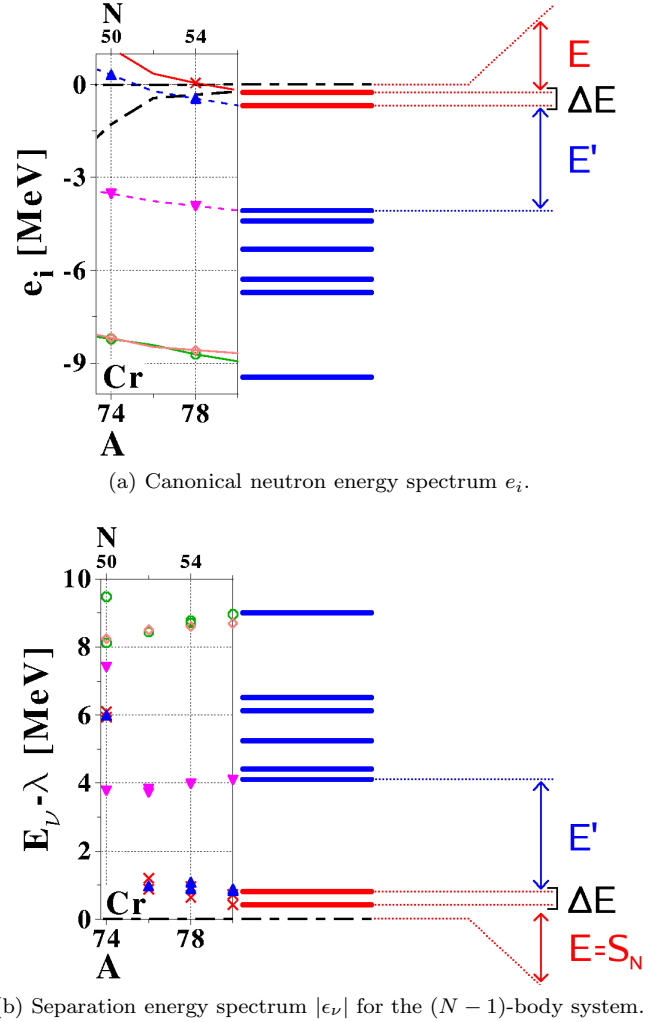 N
50 54
0
-3
-6
-9
e_i [MeV]
Cr
74 78
A
E
ΔE
E'
(a) Canonical neutron energy spectrum e_i.
N
50 54
10
8
6
4
2
0
E_ν-λ [MeV]
Cr
74 78
A
E'
ΔE
E=S_N
(b) Separation energy spectrum |ϵ_ν| for the (N − 1)-body system.